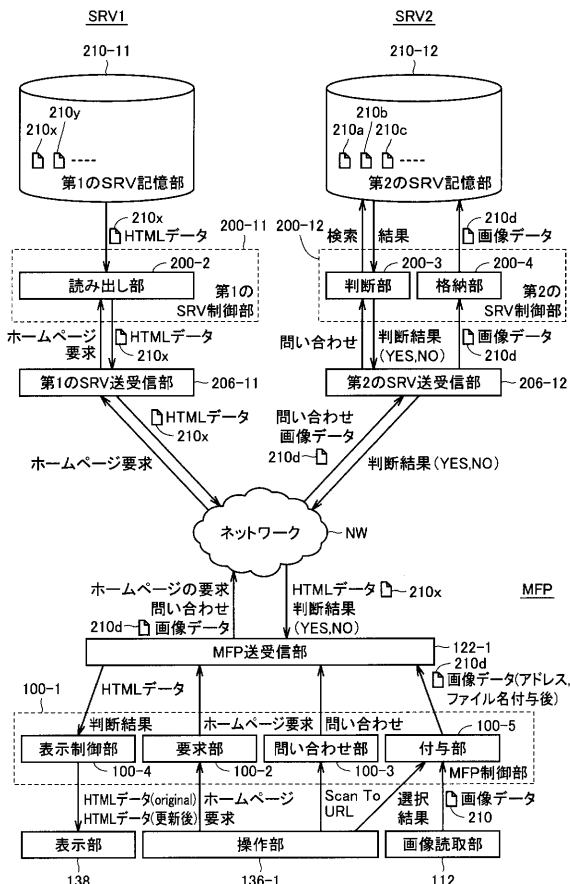 SRV1
SRV2
210-11
210-12
210y
210x
210b
210a
210c
第1のSRV記憶部
第2のSRV記憶部
210x
HTMLデータ
200-11
200-12
検索
結果
210d
画像データ
200-2
読み出し部
第1の
SRV制御部
200-3
200-4
判断部
格納部
第2の
SRV制御部
ホームページ
要求
HTMLデータ
210x
問い合わせ
判断結果
(YES,NO)
画像データ
210d
第1のSRV送受信部
206-11
第2のSRV送受信部
206-12
HTMLデータ
210x
ホームページ要求
問い合わせ
画像データ
210d
判断結果(YES,NO)
ネットワーク
NW
ホームページの要求
問い合わせ
210d
画像データ
HTMLデータ
210x
判断結果
(YES,NO)
MFP
MFP送受信部
122-1
210d
画像データ(アドレス,
ファイル名付与後)
HTMLデータ
100-1
判断結果
ホームページ要求
問い合わせ
100-5
表示制御部
要求部
問い合わせ部
付与部
100-4
100-2
100-3
MFP制御部
HTMLデータ(original)
HTMLデータ(更新後)
ホームページ
要求
Scan To
URL
選択
結果
画像データ
210
表示部
操作部
画像読取部
138
136-1
112